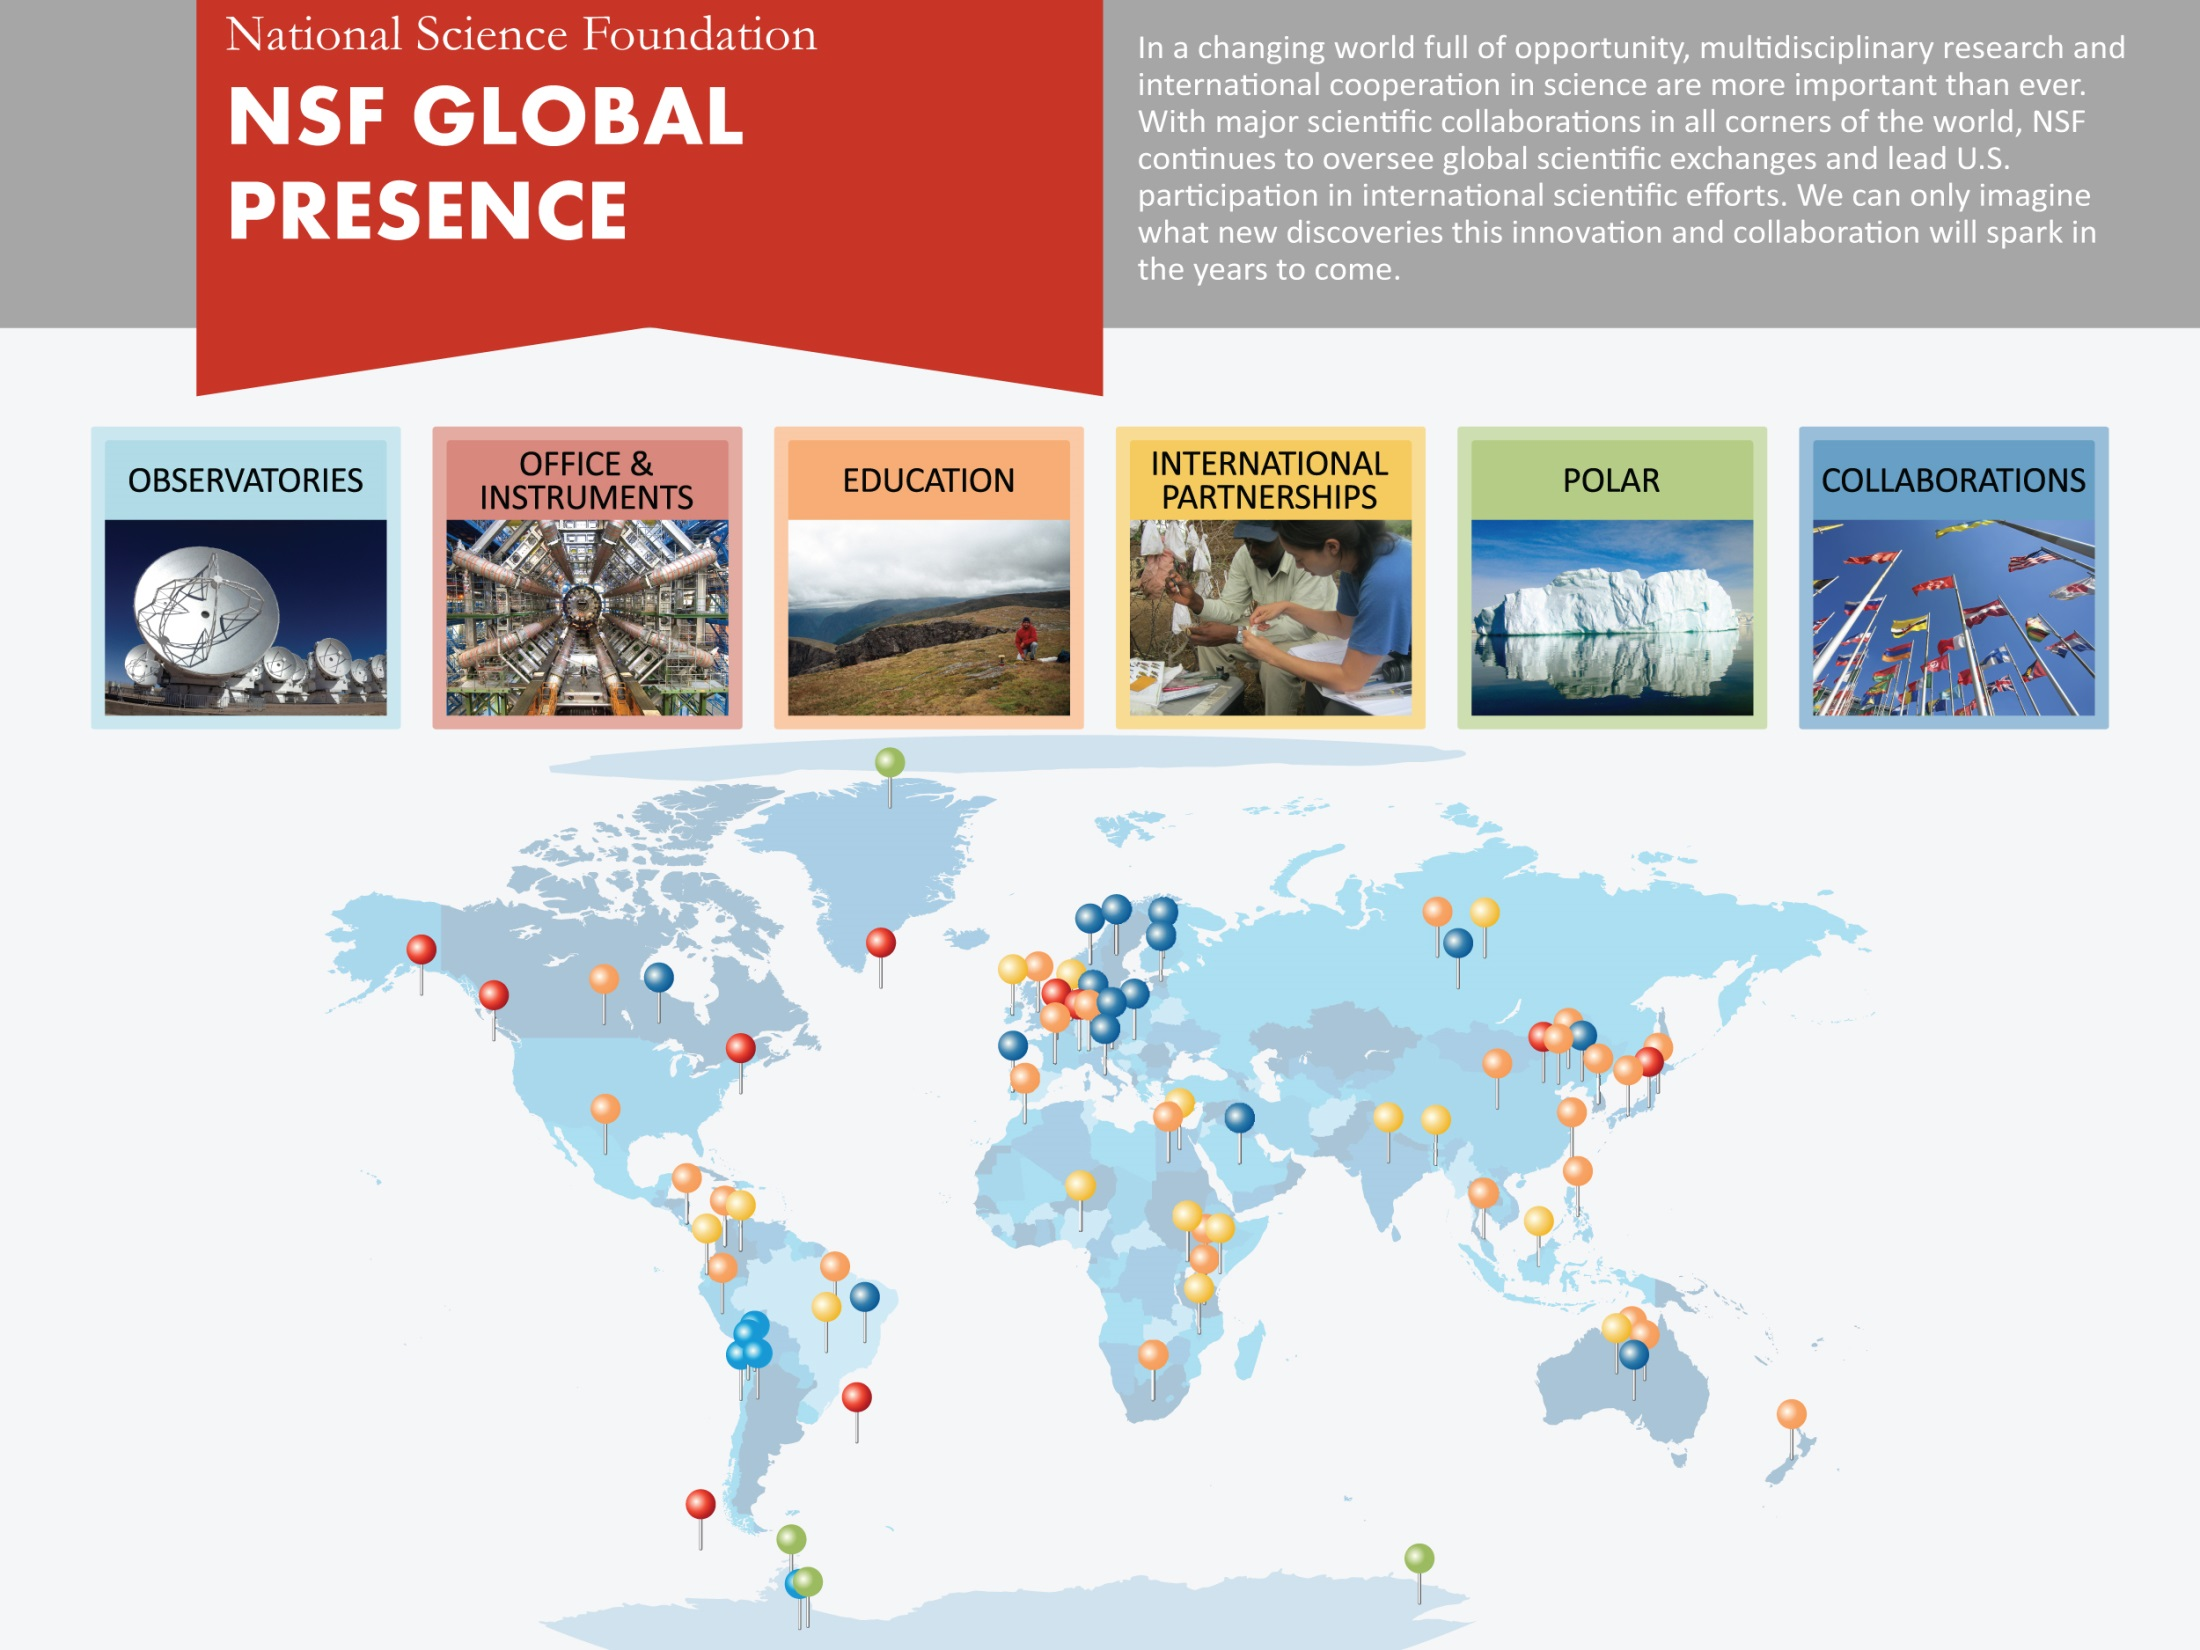 National Science Foundation
NSF GLOBAL
PRESENCE
In a changing world full of opportunity, multidisciplinary research and
international cooperation in science are more important than ever.
With major scientific collaborations in all corners of the world, NSF
continues to oversee global scientific exchanges and lead U.S.
participation in international scientific efforts. We can only imagine
what new discoveries this innovation and collaboration will spark in
the years to come.
OBSERVATORIES
OFFICE &
INSTRUMENTS
EDUCATION
INTERNATIONAL
PARTNERSHIPS
POLAR
COLLABORATIONS